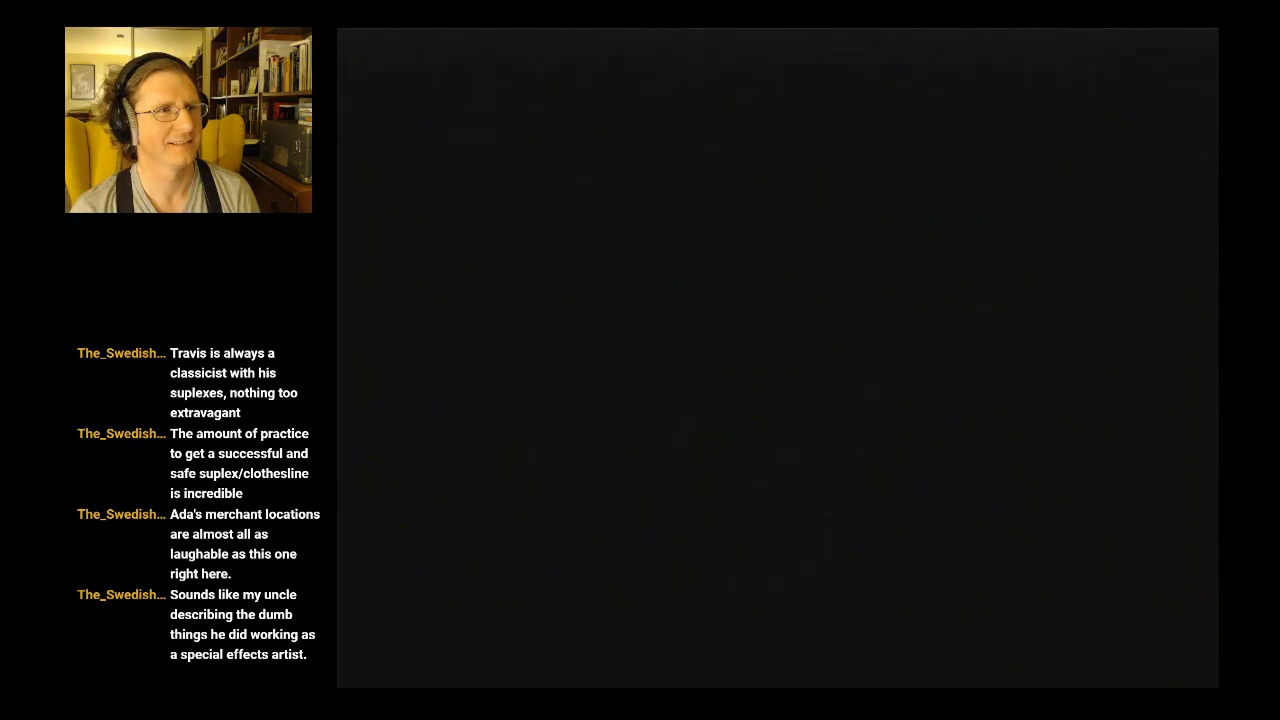 The_Swedish... Travis is always a
classicist with his
suplexes, nothing too
extravagant
The_Swedish... The amount of practice
to get a successful and
safe suplex/clothesline
is incredible
The_Swedish... Ada's merchant locations
are almost all as
laughable as this one
right here.
The_Swedish... Sounds like my uncle
describing the dumb
things he did working as
a special effects artist.